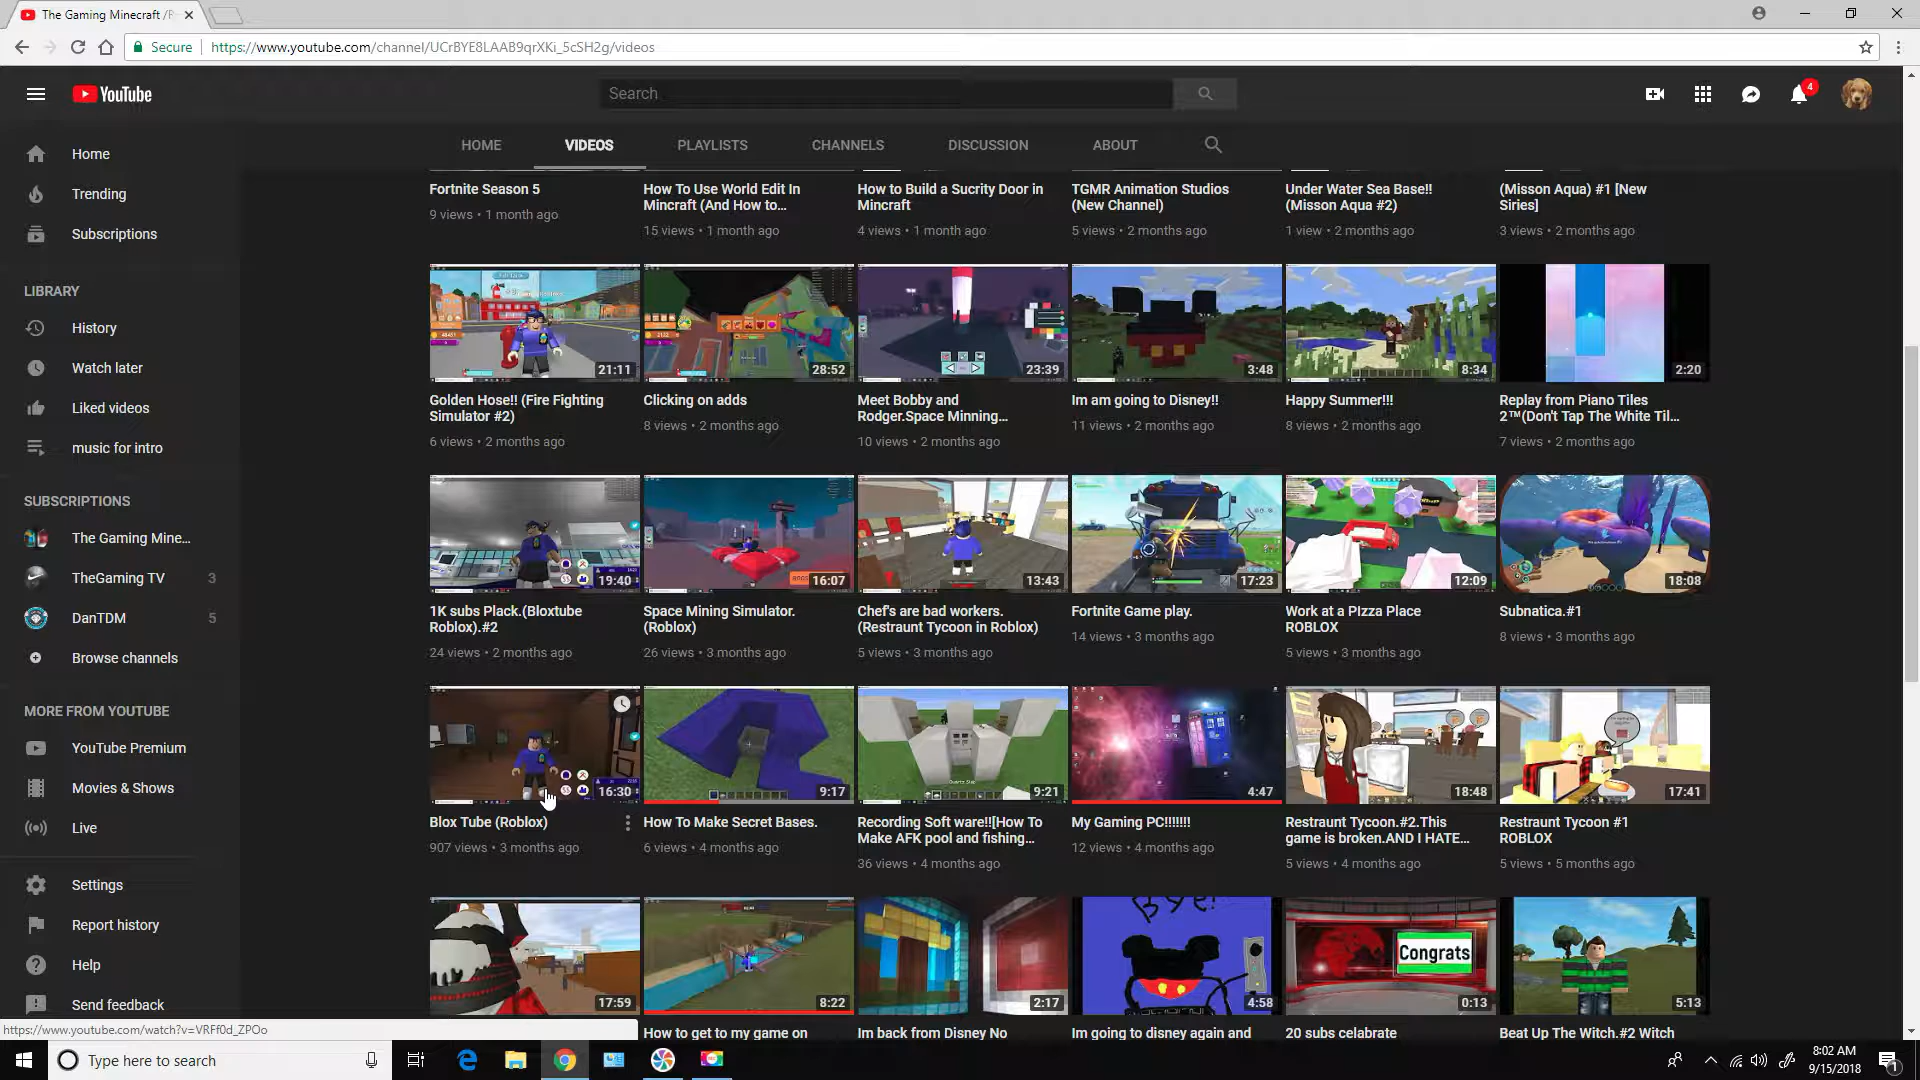 The Gaming Minecraft /R
Secure
https://www.youtube.com/channel/UCrBYE8LAAB9qrXKi_5cSH2g/videos
YouTube
Search
4
HOME
VIDEOS
PLAYLISTS
CHANNELS
DISCUSSION
ABOUT
Home
Trending
Subscriptions
LIBRARY
History
Watch later
Liked videos
music for intro
SUBSCRIPTIONS
The Gaming Mine...
TheGaming TV 3
DanTDM 5
Browse channels
MORE FROM YOUTUBE
YouTube Premium
Movies & Shows
Live
Settings
Report history
Help
Send feedback
Fortnite Season 5
9 views • 1 month ago
How To Use World Edit In
Mincraft (And How to...
15 views • 1 month ago
How to Build a Sucrity Door in
Mincraft
4 views • 1 month ago
TGMR Animation Studios
(New Channel)
5 views • 2 months ago
Under Water Sea Base!!
(Misson Aqua #2)
1 view • 2 months ago
(Misson Aqua) #1 [New
Siries]
3 views • 2 months ago
21:11
Golden Hose!! (Fire Fighting
Simulator #2)
6 views • 2 months ago
28:52
Clicking on adds
8 views • 2 months ago
23:39
Meet Bobby and
Rodger.Space Minning...
10 views • 2 months ago
3:48
Im am going to Disney!!
11 views • 2 months ago
8:34
Happy Summer!!!
8 views • 2 months ago
2:20
Replay from Piano Tiles
2™(Don't Tap The White Til...
7 views • 2 months ago
19:40
1K subs Plack.(Bloxtube
Roblox).#2
24 views • 2 months ago
16:07
Space Mining Simulator.
(Roblox)
26 views • 3 months ago
13:43
Chef's are bad workers.
(Restraunt Tycoon in Roblox)
5 views • 3 months ago
17:23
Fortnite Game play.
14 views • 3 months ago
12:09
Work at a PIzza Place
ROBLOX
5 views • 3 months ago
18:08
Subnatica.#1
8 views • 3 months ago
16:30
Blox Tube (Roblox)
907 views • 3 months ago
9:17
How To Make Secret Bases.
6 views • 4 months ago
9:21
Recording Soft ware!![How To
Make AFK pool and fishing...
36 views • 4 months ago
4:47
My Gaming PC!!!!!!!
12 views • 4 months ago
18:48
Restraunt Tycoon.#2.This
game is broken.AND I HATE...
5 views • 4 months ago
17:41
Restraunt Tycoon #1
ROBLOX
5 views • 5 months ago
17:59
8:22
How to get to my game on
2:17
Im back from Disney No
Bye!
4:58
Im going to disney again and
Congrats
0:13
20 subs celebrate
5:13
Beat Up The Witch.#2 Witch
https://www.youtube.com/watch?v=VRFf0d_ZPOo
Type here to search
8:02 AM
9/15/2018
1